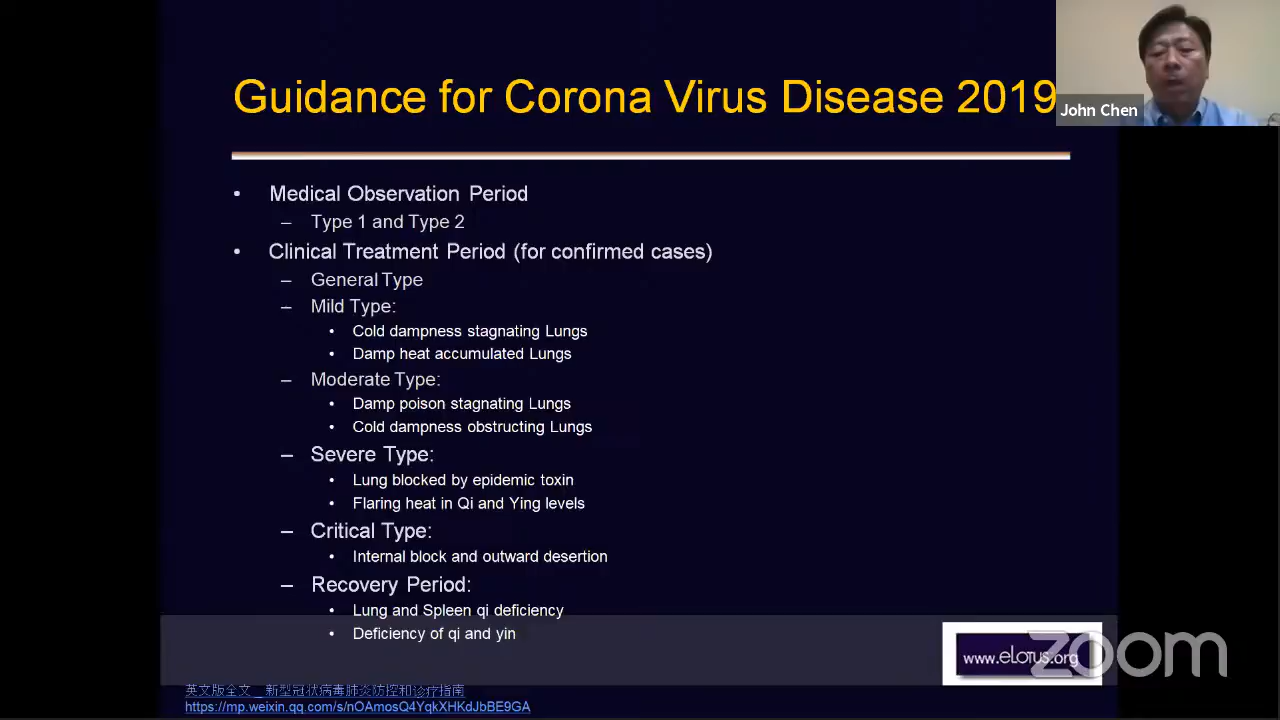 Guidance for Corona Virus Disease 2019
John Chen
• Medical Observation Period
– Type 1 and Type 2
• Clinical Treatment Period (for confirmed cases)
– General Type
– Mild Type:
• Cold dampness stagnating Lungs
• Damp heat accumulated Lungs
– Moderate Type:
• Damp poison stagnating Lungs
• Cold dampness obstructing Lungs
– Severe Type:
• Lung blocked by epidemic toxin
• Flaring heat in Qi and Ying levels
– Critical Type:
• Internal block and outward desertion
– Recovery Period:
• Lung and Spleen qi deficiency
• Deficiency of qi and yin
www.eLotus.org
zoom
英文版全文__新型冠状病毒肺炎防控和诊疗指南
https://mp.weixin.qq.com/s/nOAmosQ4YqkXHKdJbBE9GA